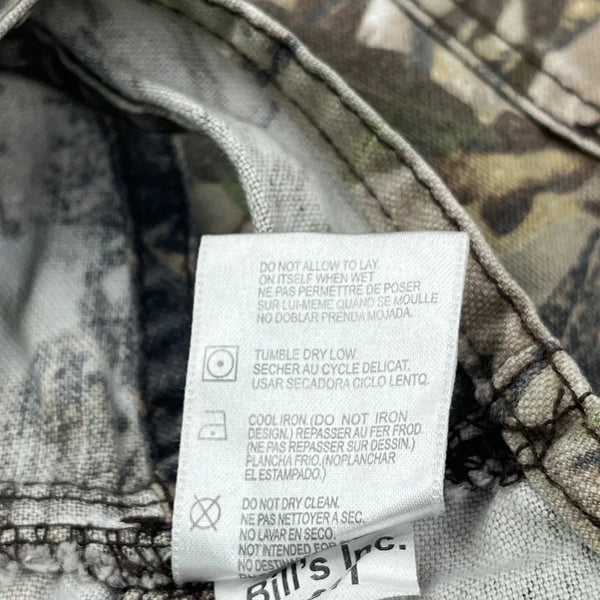 DO NOT ALLOW TO LAY.
ON ITSELF WHEN WET
NE PAS PERMETTRE DE POSER
SUR LUI-MEME QUAND SE MOULLE
NO DOBLAR PRENDA MOJADA.
TUMBLE DRY LOW.
SECHER AU CYCLE DELICAT.
USAR SECADORA CICLO LENTO.
COOL IRON.(DO NOT IRON
DESIGN.) REPASSER AU FER FROD.
(NE PAS REPASSER SUR DESSIN.)
PLANCHA FRIO.(NOPLANCHAR
EL ESTAMPADO.)
DO NOT DRY CLEAN.
NE PAS NETTOYER A SEC.
NO LAVAR EN SECO.
NOT INTENDED FOR
NO DESTINA
Bill's Inc.